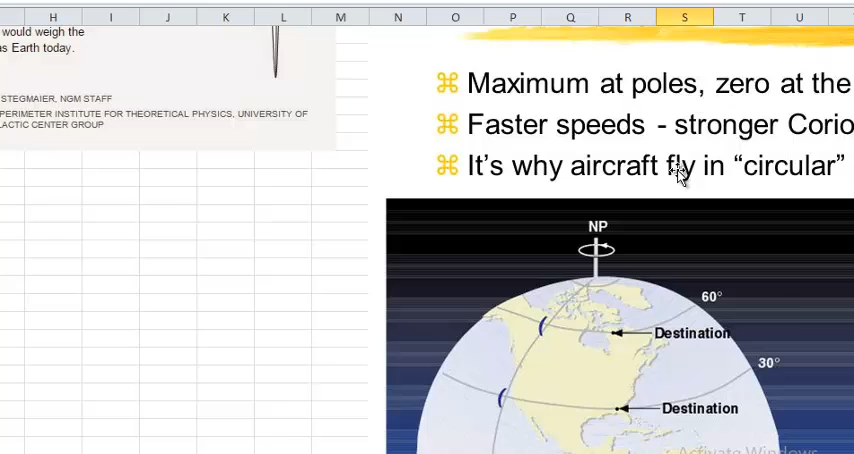 H I J K L M N O P Q R S T U
would weigh the
as Earth today.
STEGMAIER, NGM STAFF
PERIMETER INSTITUTE FOR THEORETICAL PHYSICS, UNIVERSITY OF
LACTIC CENTER GROUP
⌘ Maximum at poles, zero at the
⌘ Faster speeds - stronger Corio
⌘ It's why aircraft fly in “circular”
NP
60°
Destination
30°
Destination
Activate Windows